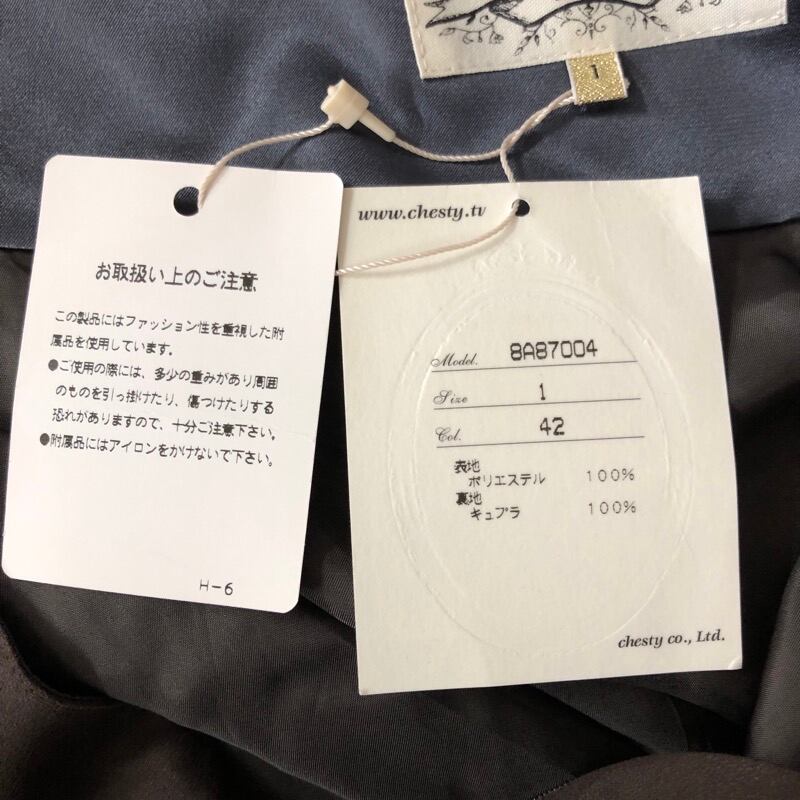 1
お取扱い上のご注意
この製品にはファッション性を重視した附
属品を使用しています。
●ご使用の際には、多少の重みがあり周囲
のものを引っ掛けたり、傷つけたりする
恐れがありますので、十分ご注意下さい。
●附属品にはアイロンをかけないで下さい。
H-6
www.chesty.tv
Model. 8A87004
Size 1
Col. 42
表地
ポリエステル 100%
裏地
キュプラ 100%
chesty co., Ltd.